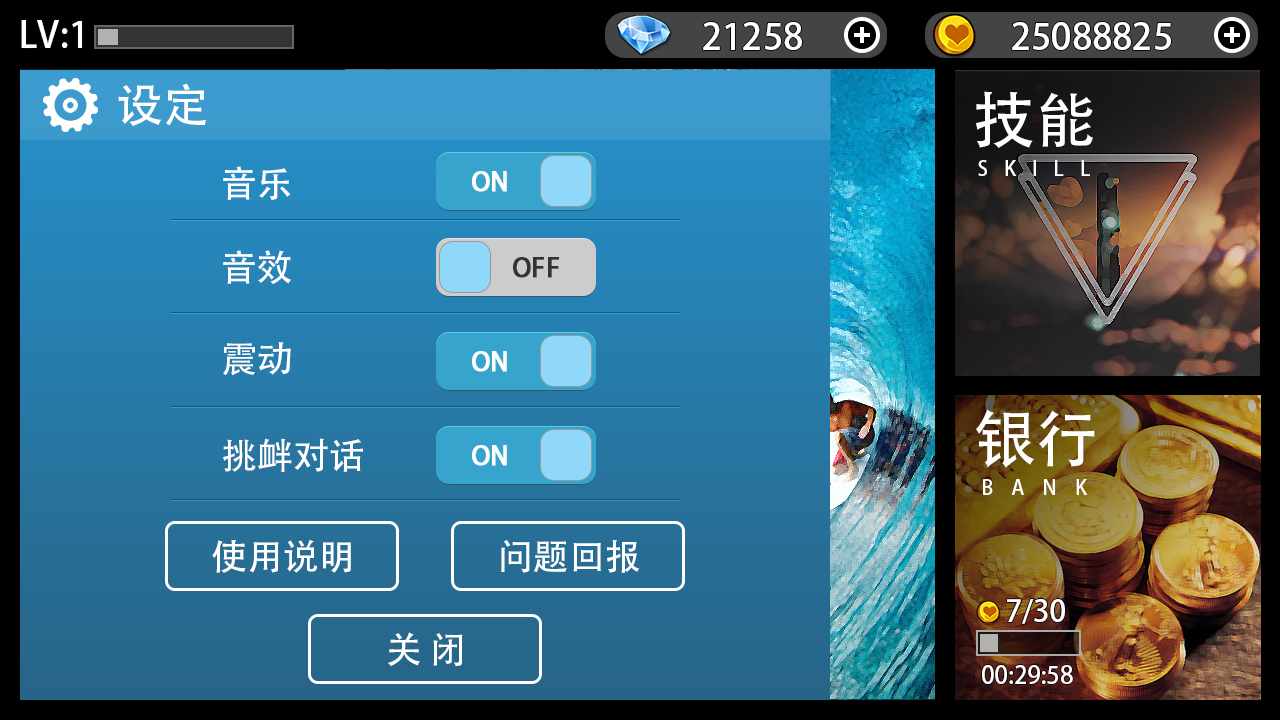 LV:1
21258
25088825
设定
音乐 ON
音效 OFF
震动 ON
挑衅对话 ON
使用说明
问题回报
关 闭
技能
SKILL
银行
BANK
7/30
00:29:58